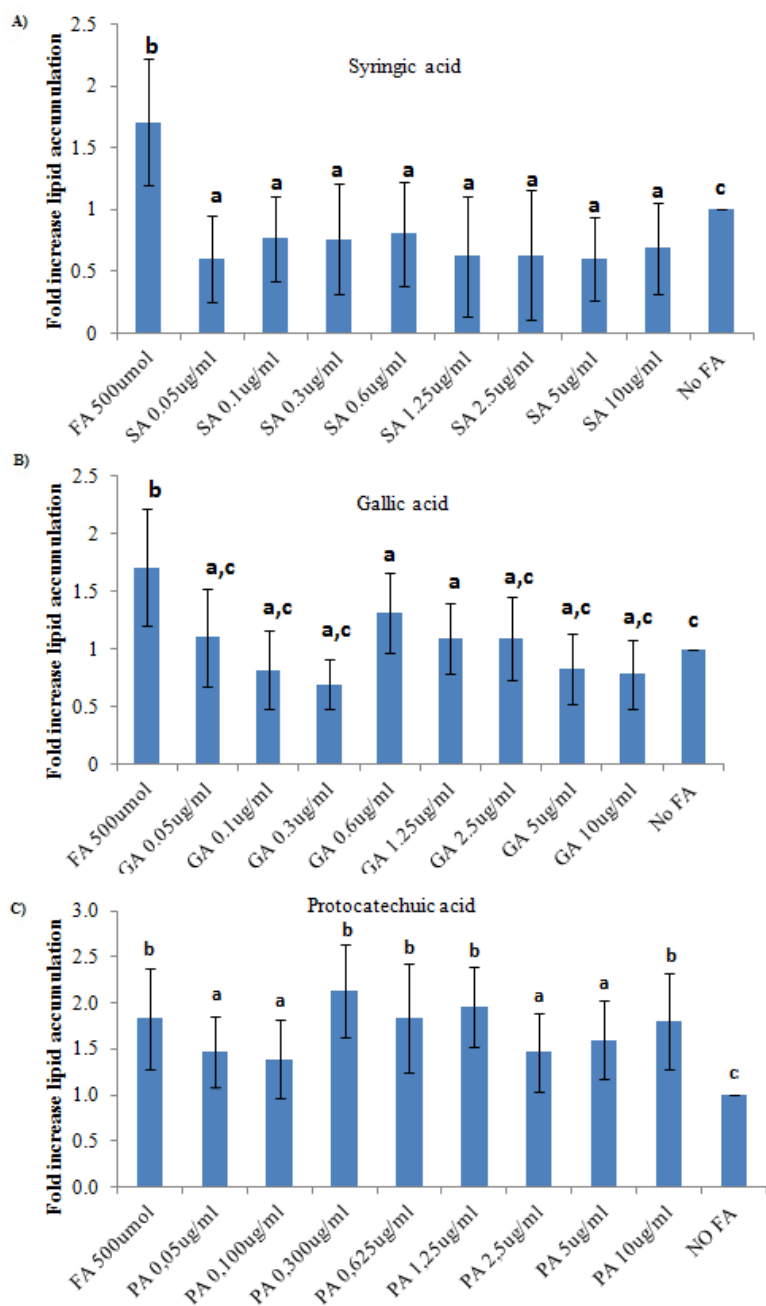 A)
Fold increase lipid accumulation
Syringic acid
2.5
2
1.5
1
0.5
0
b
a
a
a
a
a
a
a
a
c
FA 500umol
SA 0.05ug/ml
SA 0.1ug/ml
SA 0.3ug/ml
SA 0.6ug/ml
SA 1.25ug/ml
SA 2.5ug/ml
SA 5ug/ml
SA 10ug/ml
No FA
B)
Fold increase lipid accumulation
Gallic acid
2.5
2
1.5
1
0.5
0
b
a,c
a,c
a,c
a
a
a,c
a,c
a,c
c
FA 500umol
GA 0.05ug/ml
GA 0.1ug/ml
GA 0.3ug/ml
GA 0.6ug/ml
GA 1.25ug/ml
GA 2.5ug/ml
GA 5ug/ml
GA 10ug/ml
No FA
C)
Fold increase lipid accumulation
Protocatechuic acid
3.0
2.5
2.0
1.5
1.0
0.5
0.0
b
a
a
b
b
b
a
a
b
c
FA 500umol
PA 0,05ug/ml
PA 0,100ug/ml
PA 0,300ug/ml
PA 0,625ug/ml
PA 1,25ug/ml
PA 2,5ug/ml
PA 5ug/ml
PA 10ug/ml
NO FA